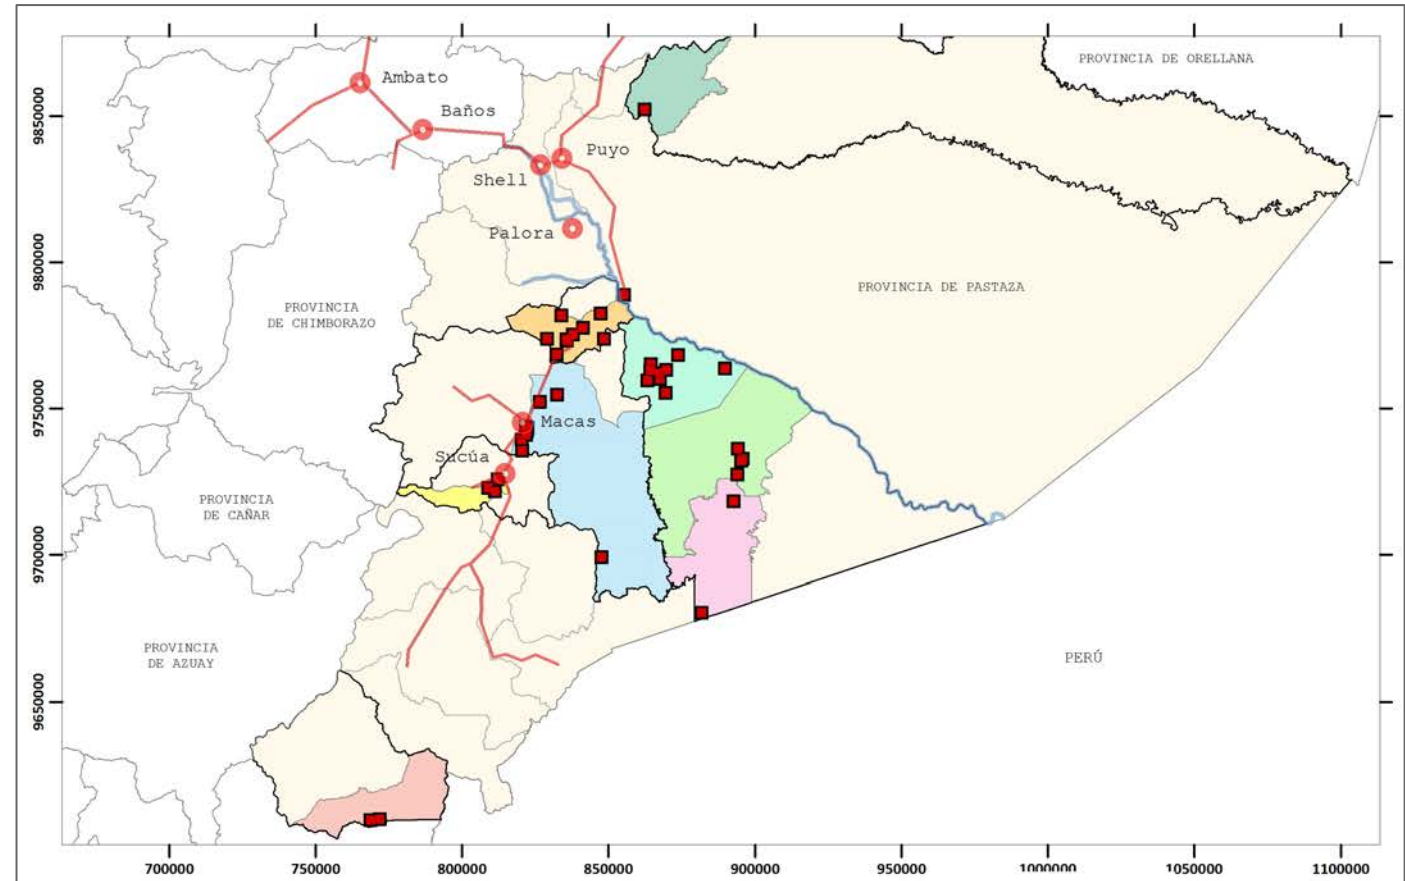 PROVINCIA DE ORELLANA
Ambato
Baños
Puyo
Shell
Palora
PROVINCIA DE PASTAZA
PROVINCIA
DE CHIMBORAZO
Macas
Sucúa
PROVINCIA
DE CAÑAR
PROVINCIA
DE AZUAY
PERÚ
9850000
9800000
9750000
9700000
9650000
700000
750000
800000
850000
900000
950000
1000000
1050000
1100000